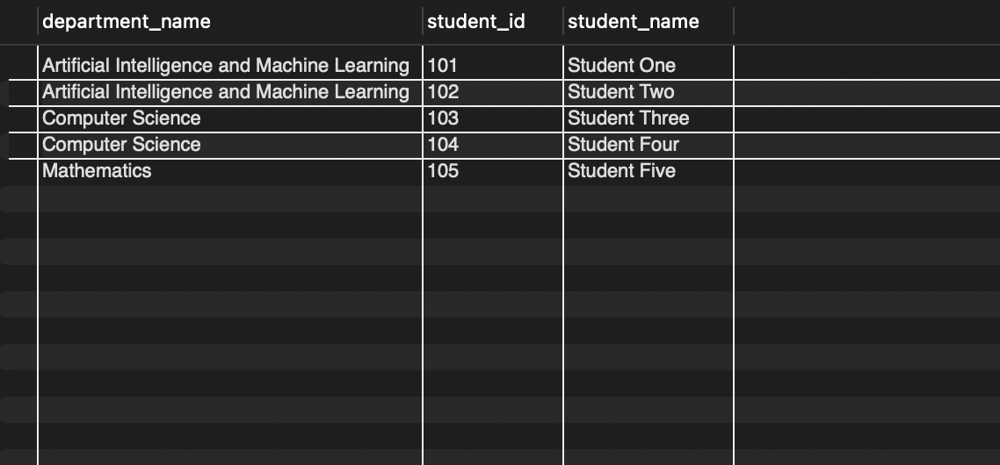 department_name student_id student_name
Artificial Intelligence and Machine Learning 101 Student One
Artificial Intelligence and Machine Learning 102 Student Two
Computer Science 103 Student Three
Computer Science 104 Student Four
Mathematics 105 Student Five